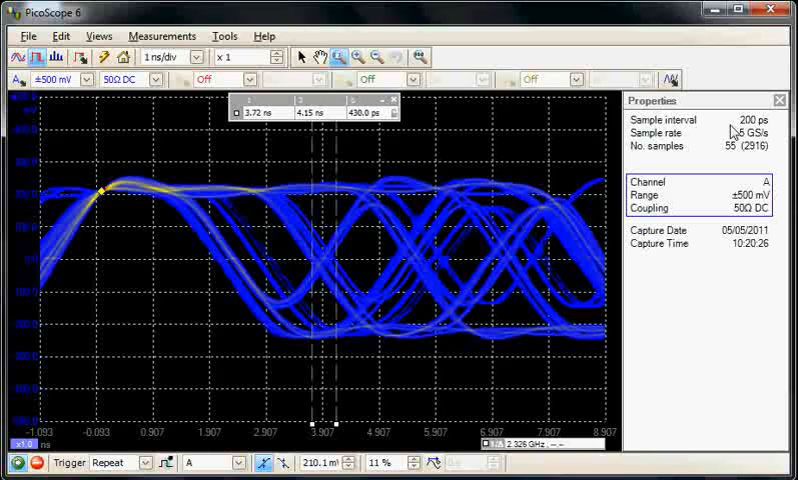 PicoScope 6
File Edit Views Measurements Tools Help
1 ns/div x 1
A ±500 mV 50Ω DC Off Off Off
1 2 Δ
3.72 ns 4.15 ns 430.0 ps
Properties
Sample interval 200 ps
Sample rate 5 GS/s
No. samples 55 (2916)
Channel A
Range ±500 mV
Coupling 50Ω DC
Capture Date 05/05/2011
Capture Time 10:20:26
-1.093 -0.093 0.907 1.907 2.907 3.907 4.907 5.907 6.907 7.907 8.907
x1.0 ns 1/Δ 2.326 GHz , --.--
Trigger Repeat A 210.1 m 11 %